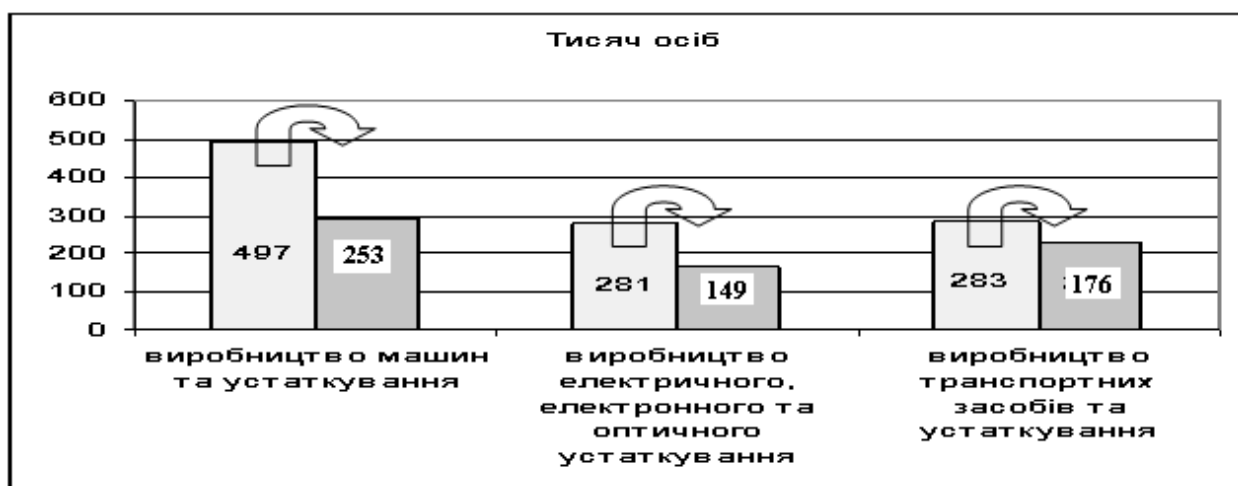 Тисяч осіб
600
500
400
300
200
100
0
497
253
281
149
283
176
виробництво машин
та устаткування
виробництво
електричного,
електронного та
оптичного
устаткування
виробництво
транспортних
засобів та
устаткування